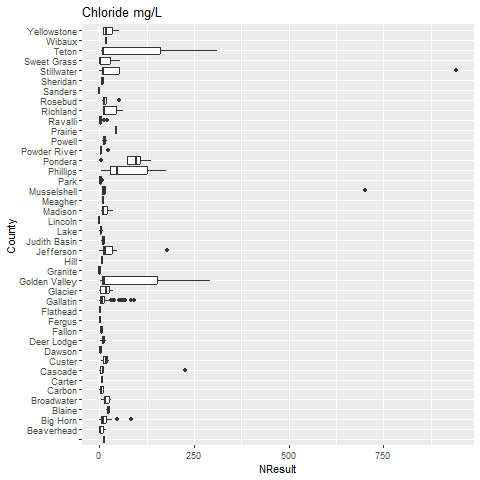 Chloride mg/L
Yellowstone
Wibaux
Teton
Sweet Grass
Stillwater
Sheridan
Sanders
Rosebud
Richland
Ravalli
Prairie
Powell
Powder River
Pondera
Phillips
Park
Musselshell
Meagher
Madison
Lincoln
Lake
Judith Basin
Jefferson
Hill
Granite
Golden Valley
Glacier
Gallatin
Flathead
Fergus
Fallon
Deer Lodge
Dawson
Custer
Cascade
Carter
Carbon
Broadwater
Blaine
Big Horn
Beaverhead
County
0 250 500 750
NResult